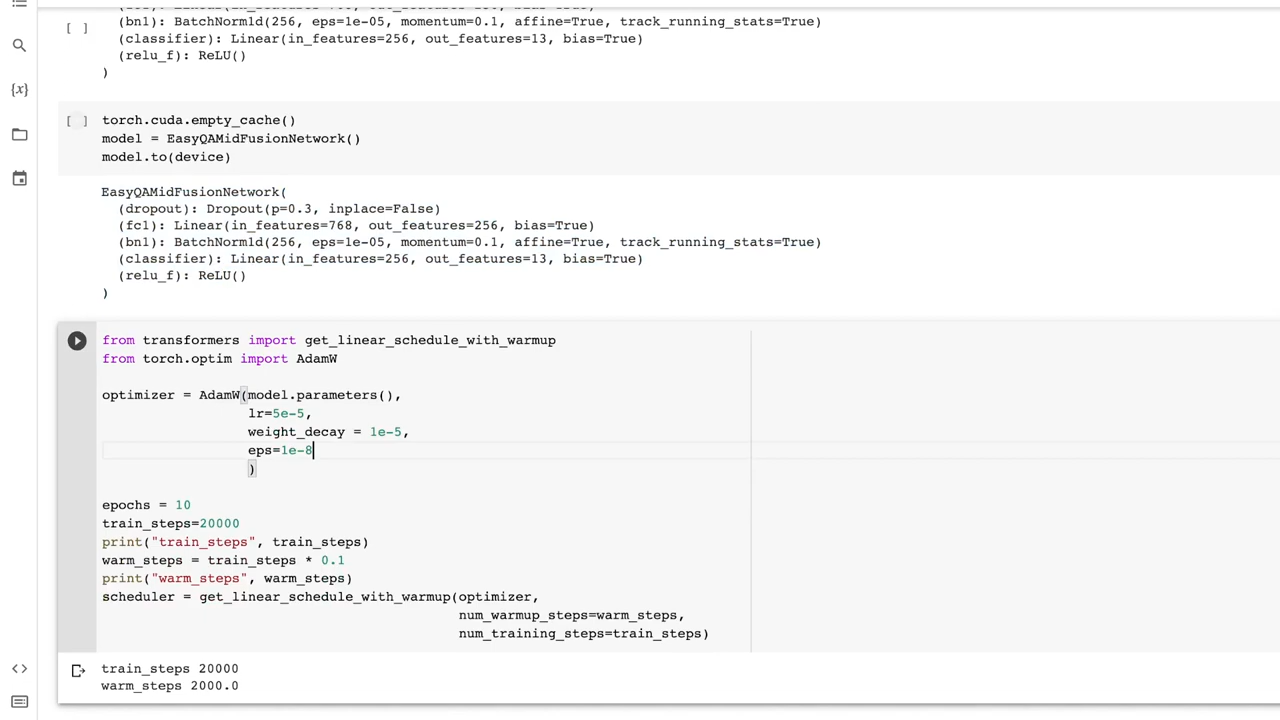 (bn1): BatchNorm1d(256, eps=1e-05, momentum=0.1, affine=True, track_running_stats=True)
[ ]
(classifier): Linear(in_features=256, out_features=13, bias=True)
(relu_f): ReLU()
)
{x}
[ ] torch.cuda.empty_cache()
model = EasyQAMidFusionNetwork()
model.to(device)
EasyQAMidFusionNetwork(
(dropout): Dropout(p=0.3, inplace=False)
(fc1): Linear(in_features=768, out_features=256, bias=True)
(bn1): BatchNorm1d(256, eps=1e-05, momentum=0.1, affine=True, track_running_stats=True)
(classifier): Linear(in_features=256, out_features=13, bias=True)
(relu_f): ReLU()
)
from transformers import get_linear_schedule_with_warmup
from torch.optim import AdamW
optimizer = AdamW(model.parameters(),
lr=5e-5,
weight_decay = 1e-5,
eps=1e-8
)
epochs = 10
train_steps=20000
print("train_steps", train_steps)
warm_steps = train_steps * 0.1
print("warm_steps", warm_steps)
scheduler = get_linear_schedule_with_warmup(optimizer,
num_warmup_steps=warm_steps,
num_training_steps=train_steps)
train_steps 20000
warm_steps 2000.0